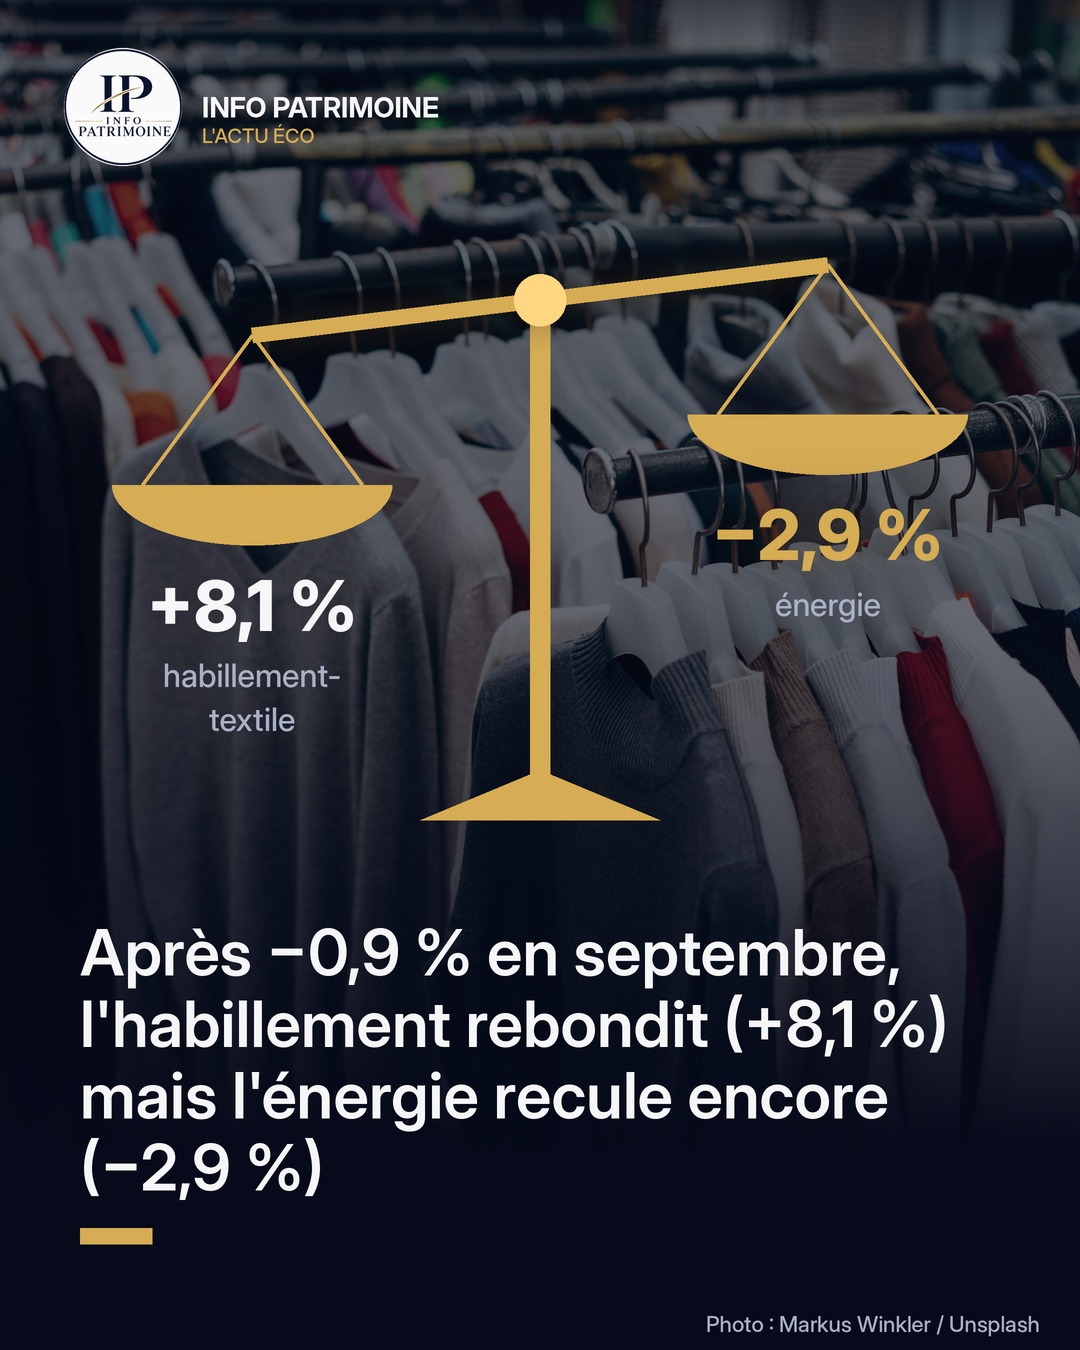 IP
INFO
PATRIMOINE
INFO PATRIMOINE
L'ACTU ÉCO
−2,9 %
énergie
+8,1 %
habillement-
textile
Après −0,9 % en septembre,
l'habillement rebondit (+8,1 %)
mais l'énergie recule encore
(−2,9 %)
Photo : Markus Winkler / Unsplash